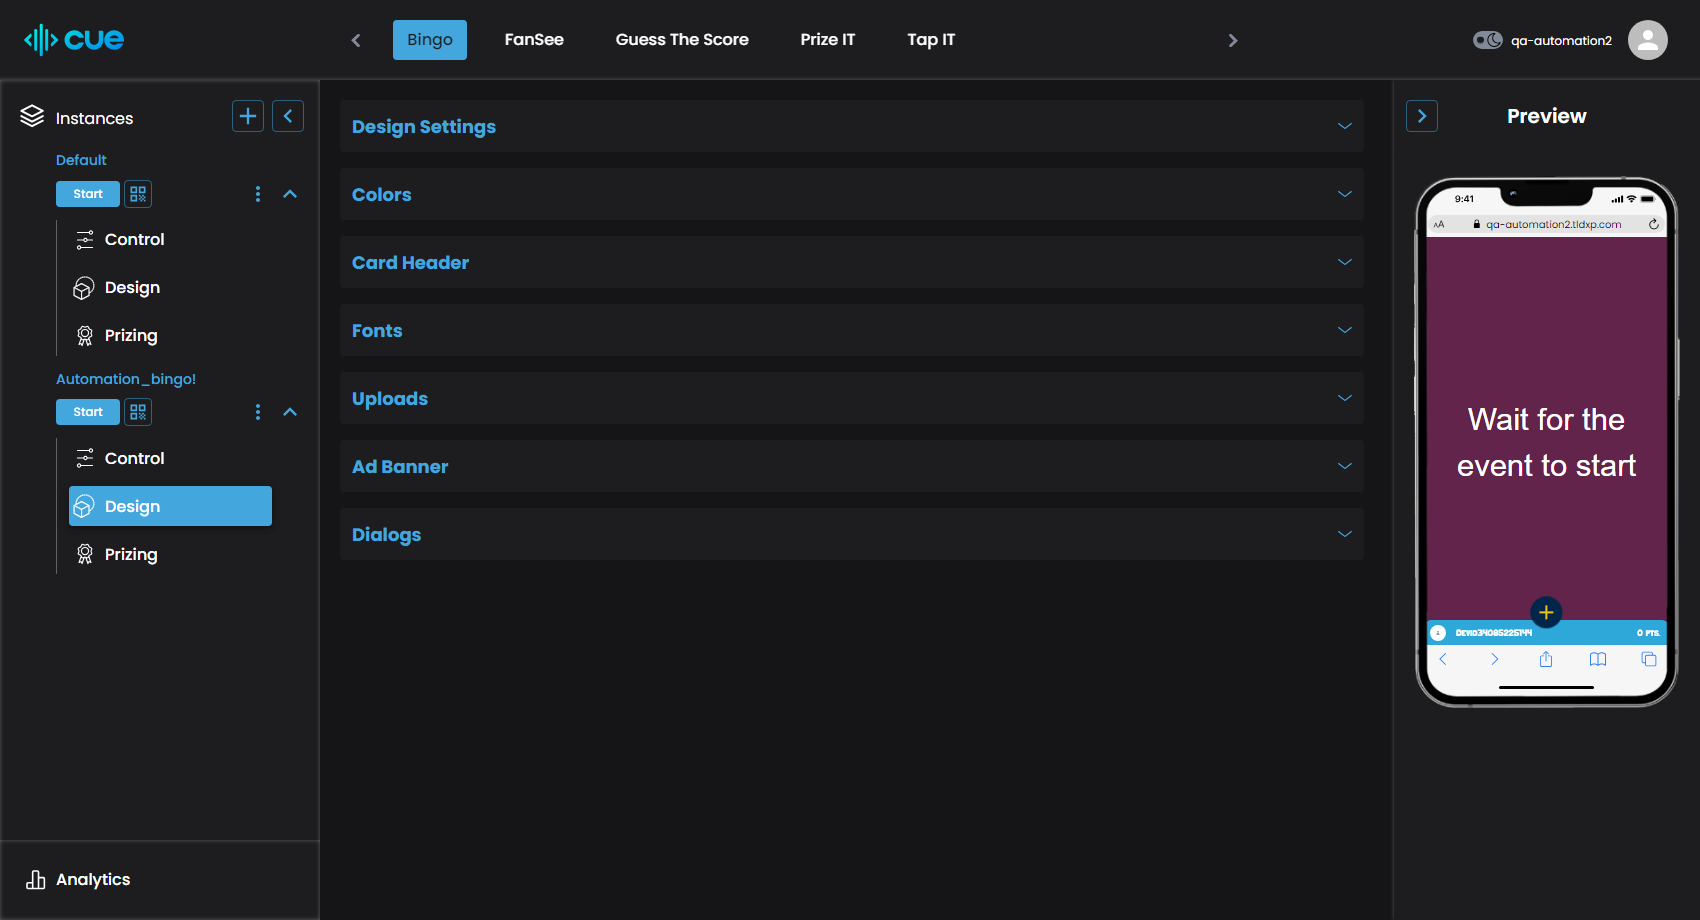 cue
Bingo
FanSee
Guess The Score
Prize IT
Tap IT
qa-automation2
Instances
Default
Start
Control
Design
Prizing
Automation_bingo!
Start
Control
Design
Prizing
Analytics
Design Settings
Colors
Card Header
Fonts
Uploads
Ad Banner
Dialogs
Preview
9:41
AA qa-automation2.tldxp.com
Wait for the
event to start
DEVID34085225144 0 PTS.